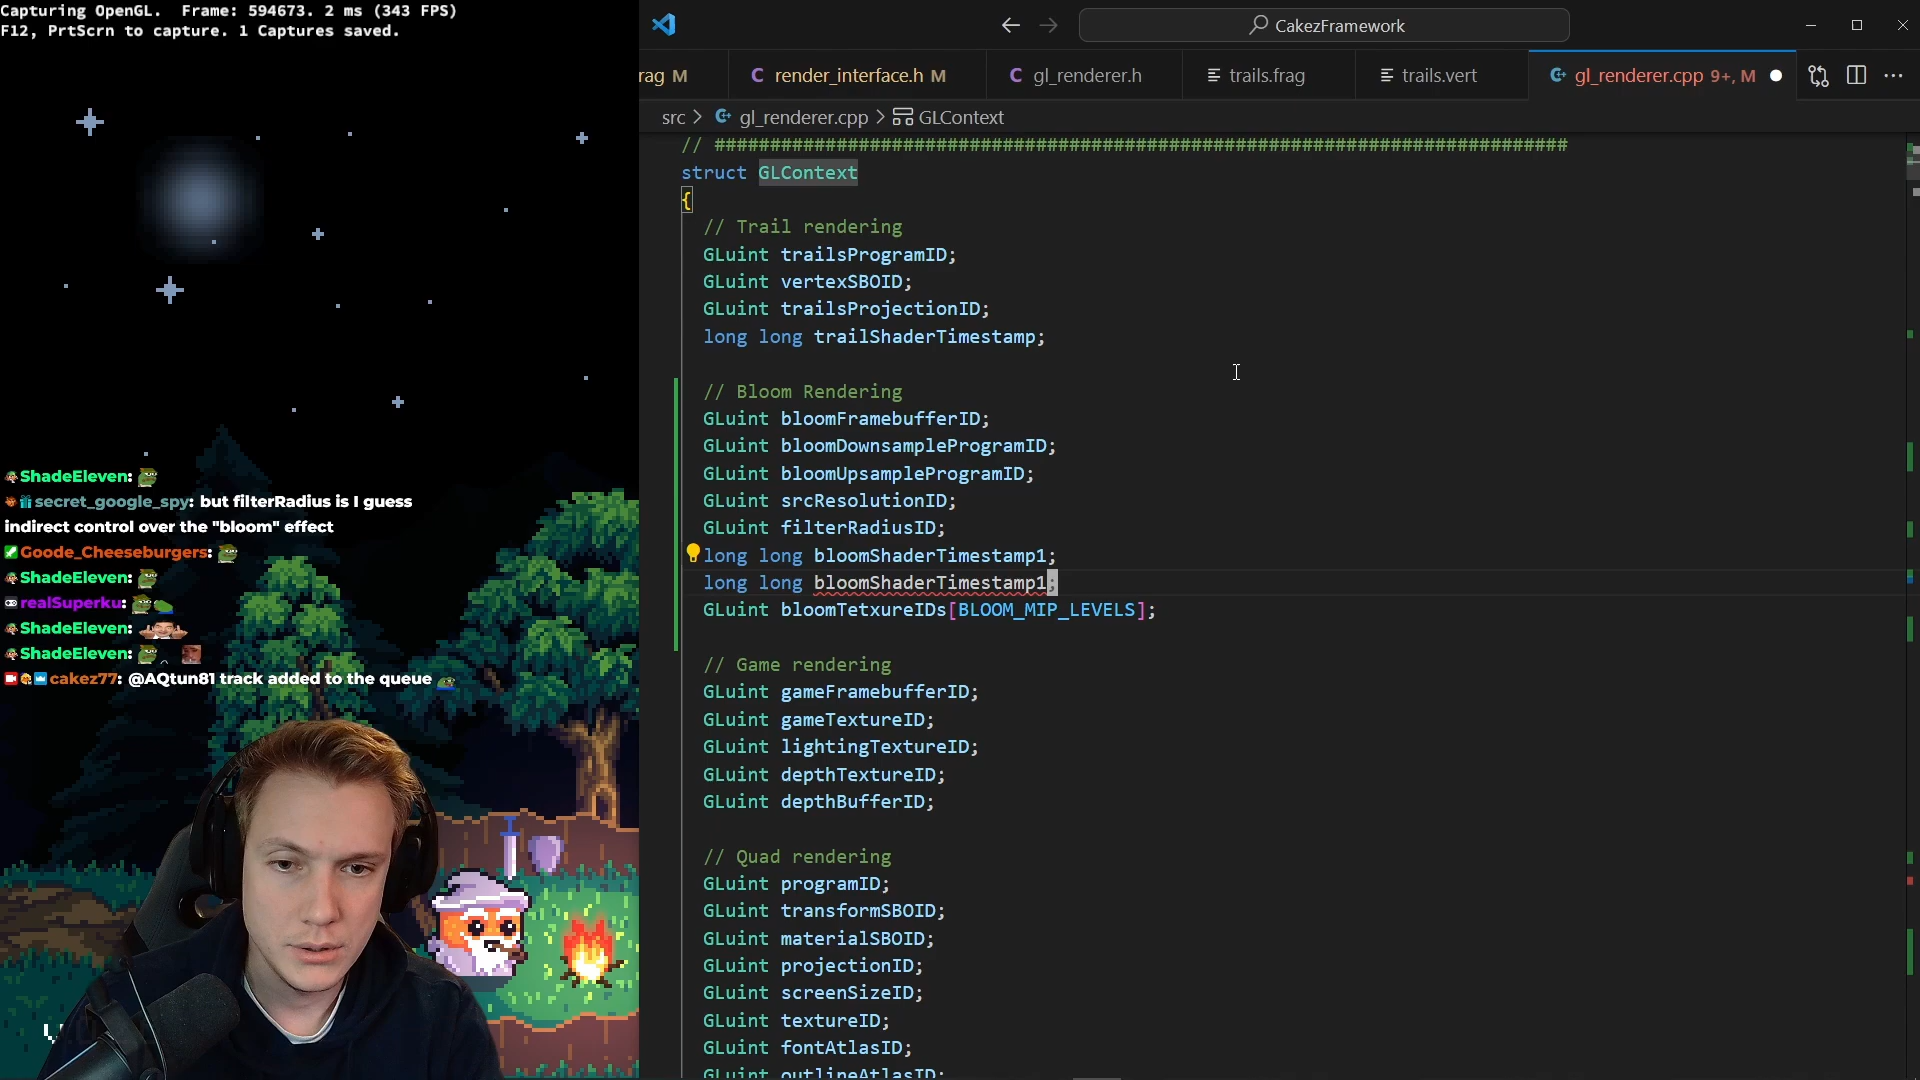 Capturing OpenGL.  Frame: 594673. 2 ms (343 FPS)
F12, PrtScrn to capture. 1 Captures saved.
CakezFramework
rag M
render_interface.h M
gl_renderer.h
trails.frag
trails.vert
gl_renderer.cpp 9+, M
src > gl_renderer.cpp > GLContext
// #############################################################################
struct GLContext
{
// Trail rendering
GLuint trailsProgramID;
GLuint vertexSBOID;
GLuint trailsProjectionID;
long long trailShaderTimestamp;
// Bloom Rendering
GLuint bloomFramebufferID;
GLuint bloomDownsampleProgramID;
GLuint bloomUpsampleProgramID;
GLuint srcResolutionID;
GLuint filterRadiusID;
long long bloomShaderTimestamp1;
long long bloomShaderTimestamp1;
GLuint bloomTetxureIDs[BLOOM_MIP_LEVELS];
// Game rendering
GLuint gameFramebufferID;
GLuint gameTextureID;
GLuint lightingTextureID;
GLuint depthTextureID;
GLuint depthBufferID;
// Quad rendering
GLuint programID;
GLuint transformSBOID;
GLuint materialSBOID;
GLuint projectionID;
GLuint screenSizeID;
GLuint textureID;
GLuint fontAtlasID;
GLuint outlineAtlasID;
ShadeEleven:
secret_google_spy: but filterRadius is I guess
indirect control over the "bloom" effect
Goode_Cheeseburgers:
ShadeEleven:
realSuperku:
ShadeEleven:
ShadeEleven:
cakez77: @AQtun81 track added to the queue